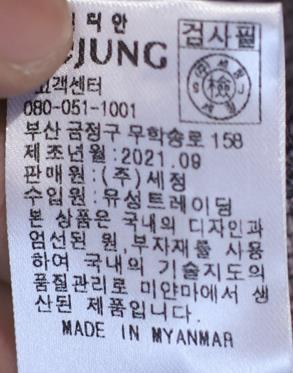 디안
JUNG
검사필
고객센터
080-051-1001
부산 금정구 무학송로 158
제조년월:2021.09
판매원:(주)세정
수입원:유성트레이딩
본 상품은 국내의 디자인과
엄선된 원,부자재를 사용
하여 국내의 기술지도의
품질관리로 미얀마에서 생
산된 제품입니다.
MADE IN MYANMAR